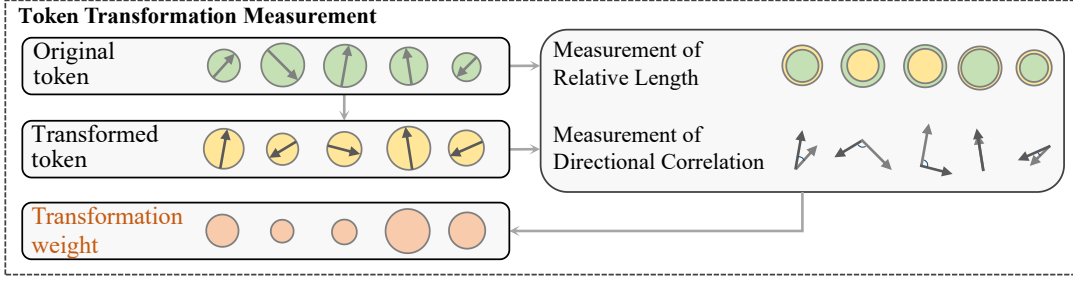 Token Transformation Measurement
Original
token
Measurement of
Relative Length
Transformed
token
Measurement of
Directional Correlation
Transformation
weight